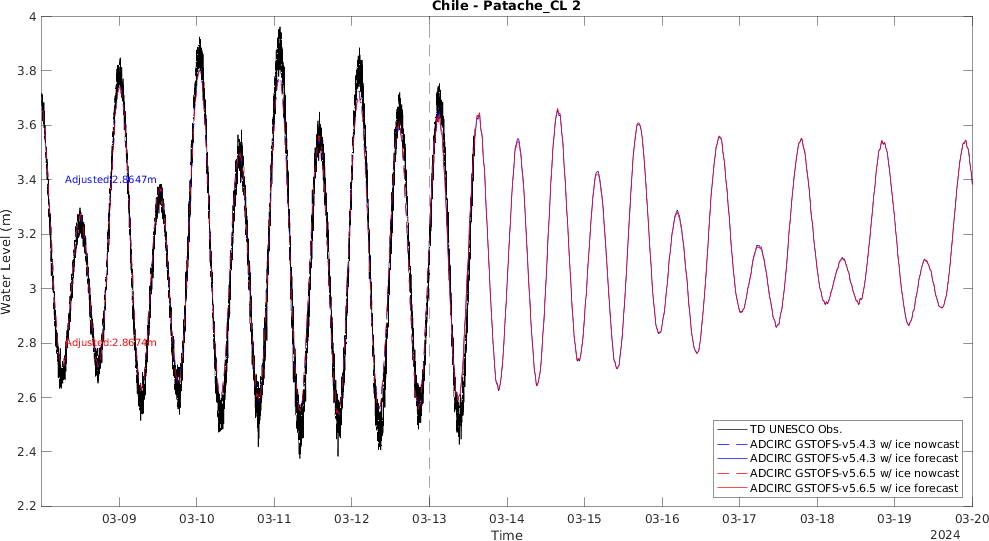 Chile - Patache_CL 2
4
3.8
3.6
3.4
3.2
3
2.8
2.6
2.4
2.2
Water Level (m)
Adjusted:2.8647m
Adjusted:2.8674m
TD UNESCO Obs.
ADCIRC GSTOFS-v5.4.3 w/ ice nowcast
ADCIRC GSTOFS-v5.4.3 w/ ice forecast
ADCIRC GSTOFS-v5.6.5 w/ ice nowcast
ADCIRC GSTOFS-v5.6.5 w/ ice forecast
03-09 03-10 03-11 03-12 03-13 03-14 03-15 03-16 03-17 03-18 03-19 03-20
Time
2024